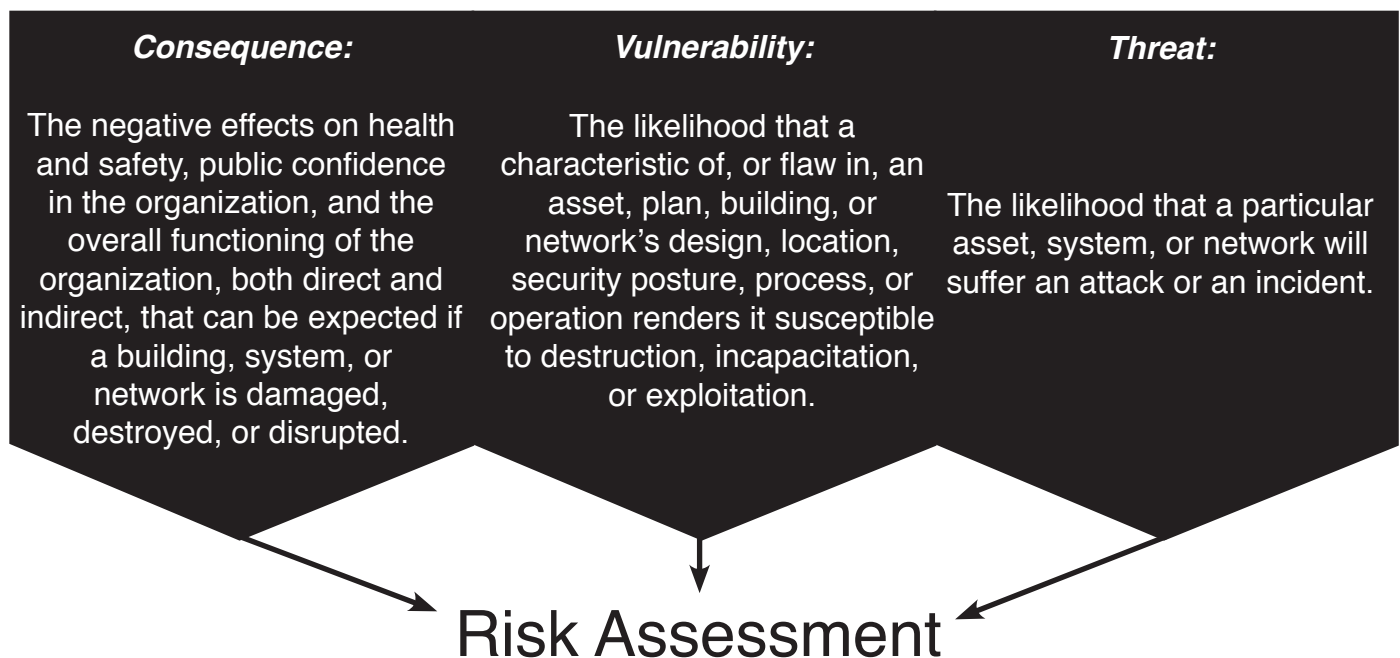 Consequence:
The negative effects on health
and safety, public confidence
in the organization, and the
overall functioning of the
organization, both direct and
indirect, that can be expected if
a building, system, or
network is damaged,
destroyed, or disrupted.
Vulnerability:
The likelihood that a
characteristic of, or flaw in, an
asset, plan, building, or
network’s design, location,
security posture, process, or
operation renders it susceptible
to destruction, incapacitation,
or exploitation.
Threat:
The likelihood that a particular
asset, system, or network will
suffer an attack or an incident.
Risk Assessment